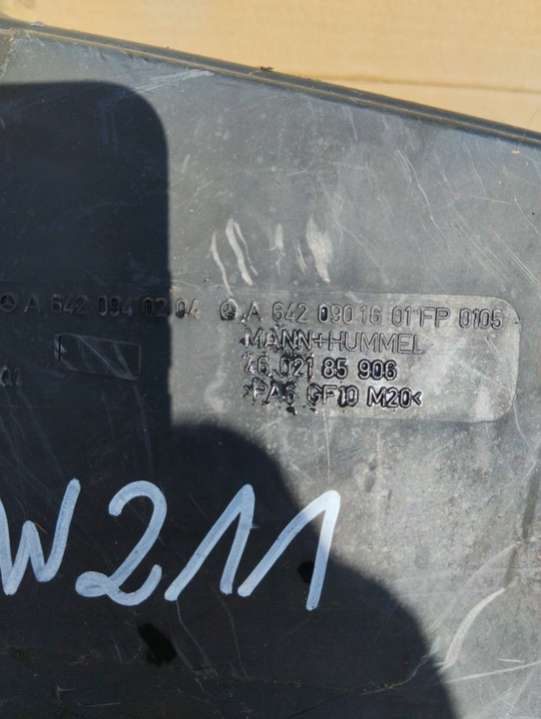 A 642 094 02 04 A 642 090 16 01 FP 0105
MANN+HUMMEL
46 021 85 906
>PA6 GF10 M20<
W211